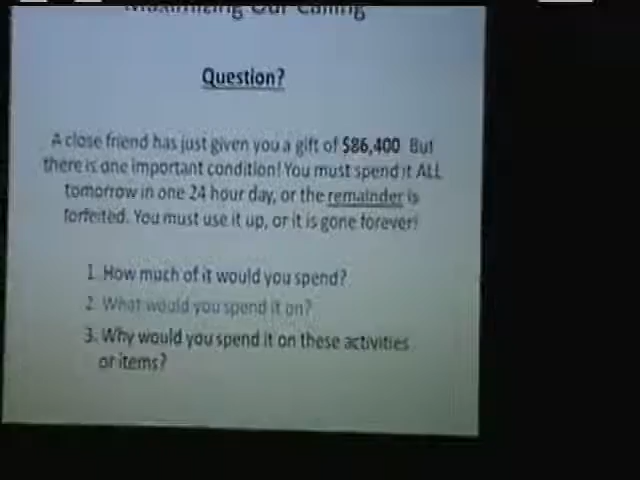 Maximizing Our Calling
Question?
A close friend has just given you a gift of $86,400 But
there is one important condition! You must spend it ALL
tomorrow in one 24 hour day, or the remainder is
forfeited. You must use it up, or it is gone forever!
1. How much of it would you spend?
2. What would you spend it on?
3. Why would you spend it on these activities
or items?